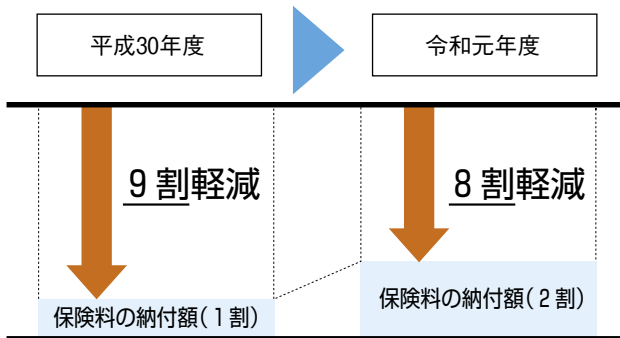 平成30年度
令和元年度
9割軽減
8割軽減
保険料の納付額(1割)
保険料の納付額(2割)